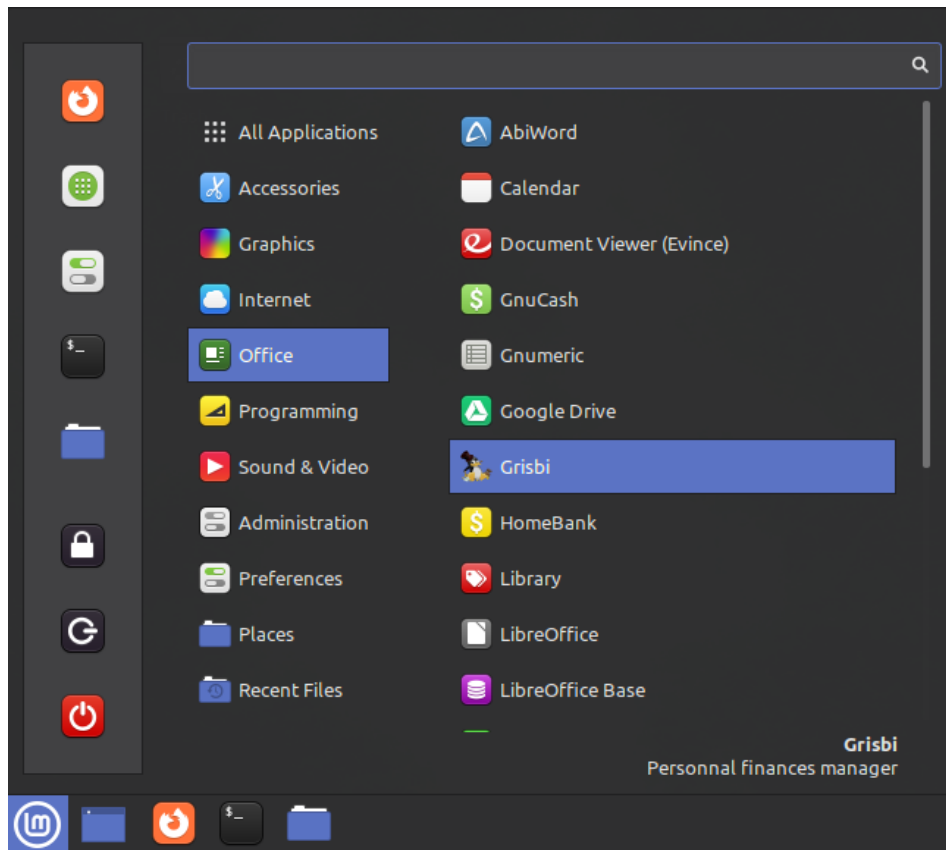 All Applications
Accessories
Graphics
Internet
Office
Programming
Sound & Video
Administration
Preferences
Places
Recent Files
AbiWord
Calendar
Document Viewer (Evince)
GnuCash
Gnumeric
Google Drive
Grisbi
HomeBank
Library
LibreOffice
LibreOffice Base
Grisbi
Personnal finances manager
$_
$_